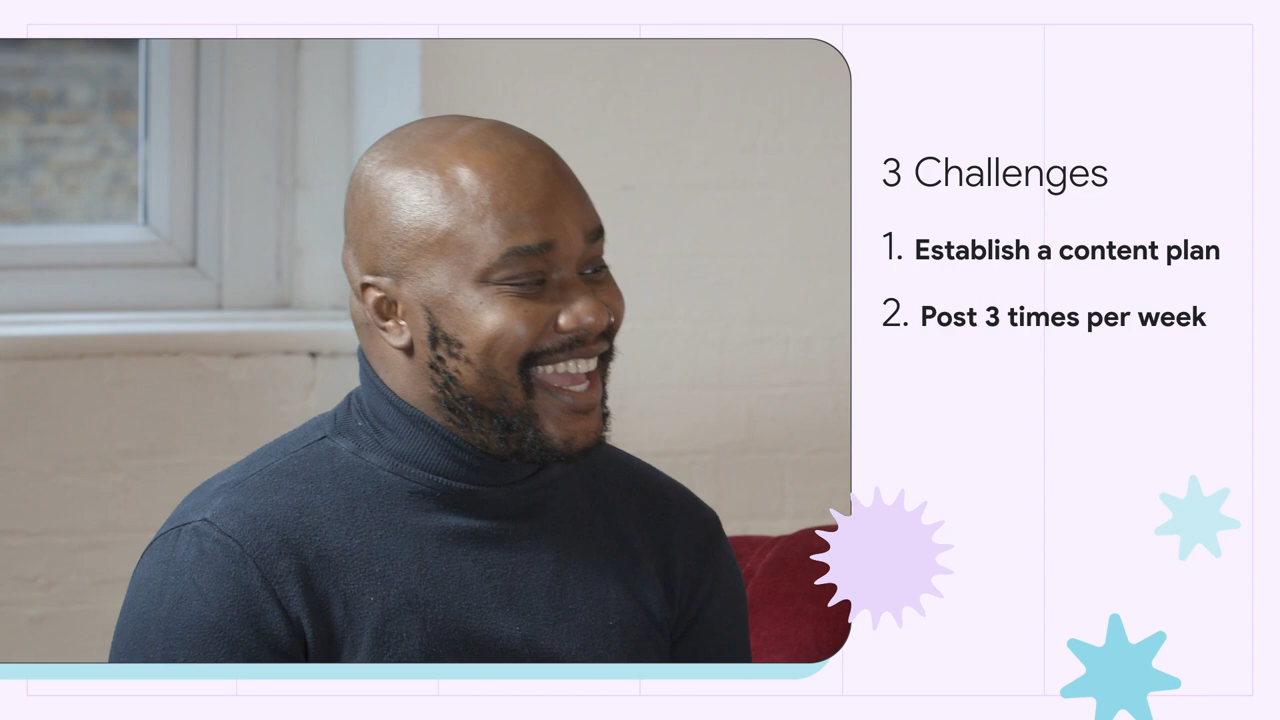 3 Challenges
1. Establish a content plan
2. Post 3 times per week